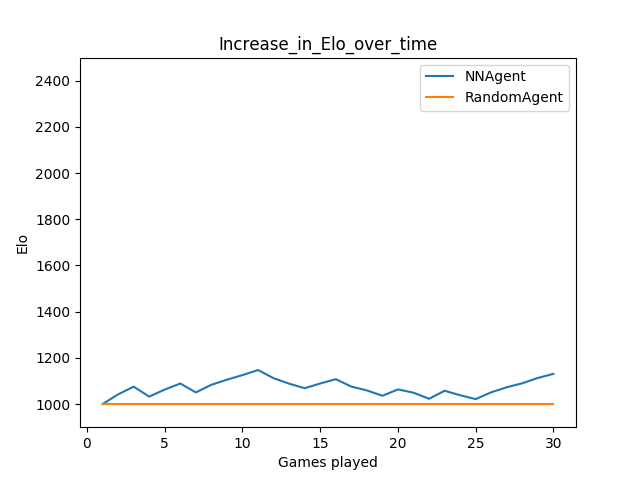 Increase_in_Elo_over_time
NNAgent
RandomAgent
2400
2200
2000
1800
1600
1400
1200
1000
Elo
0 5 10 15 20 25 30
Games played